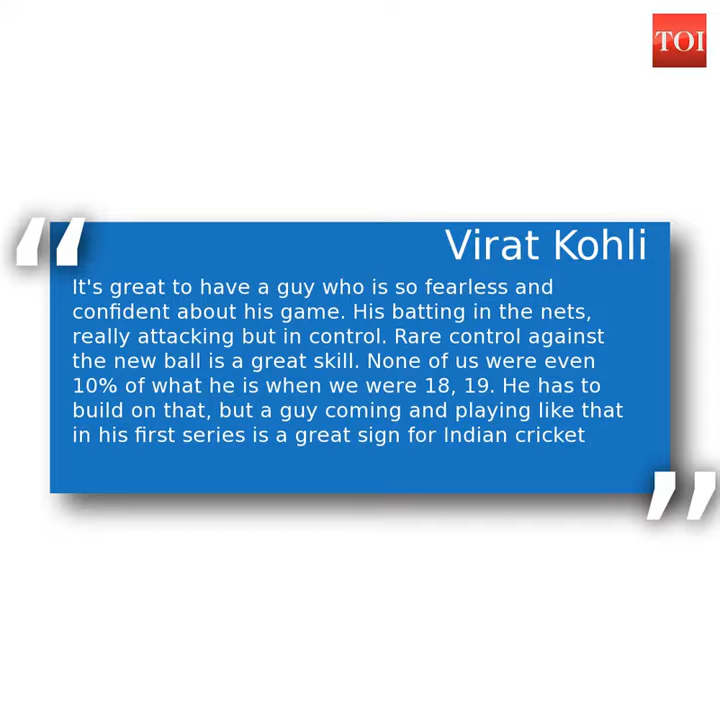 TOI
“
Virat Kohli
It's great to have a guy who is so fearless and
confident about his game. His batting in the nets,
really attacking but in control. Rare control against
the new ball is a great skill. None of us were even
10% of what he is when we were 18, 19. He has to
build on that, but a guy coming and playing like that
in his first series is a great sign for Indian cricket
”